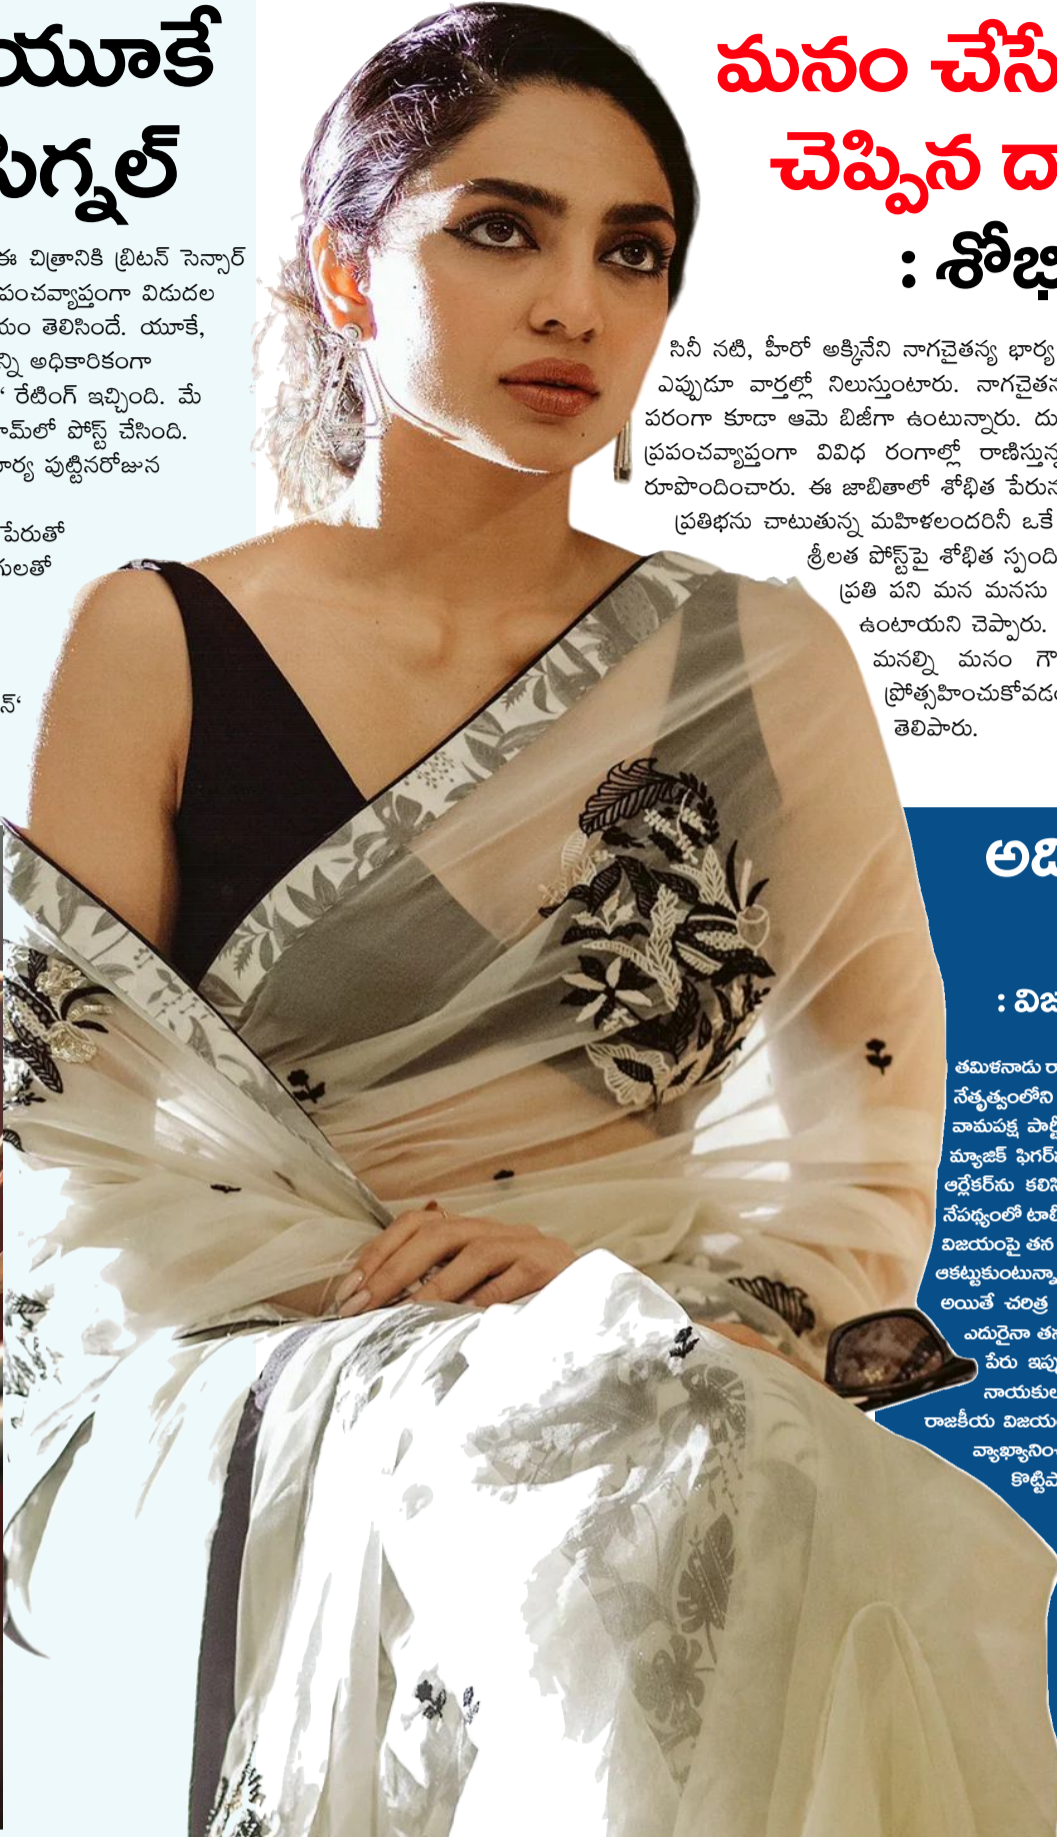 యూకే
సిగ్నల్
ఈ చిత్రానికి బ్రిటన్ సెన్సార్
పంచవ్యాప్తంగా విడుదల
యం తెలిసిందే. యూకే,
న్ని అధికారికంగా
‘ రేటింగ్ ఇచ్చింది. మే
మ్‌లో పోస్ట్ చేసింది.
ర్య పుట్టినరోజున
పేరుతో
గులతో
న్‘
మనం చేసే
చెప్పిన
: శోభి
సినీ నటి, హీరో అక్కినేని నాగచైతన్య భార్య
ఎప్పుడూ వార్తల్లో నిలుస్తుంటారు. నాగచైతన్
పరంగా కూడా ఆమె బిజీగా ఉంటున్నారు. దు
ప్రపంచవ్యాప్తంగా వివిధ రంగాల్లో రాణిస్తున్న
రూపొందించారు. ఈ జాబితాలో శోభిత పేరును
ప్రతిభను చాటుతున్న మహిళలందరినీ ఒకే
శ్రీలత పోస్ట్‌పై శోభిత స్పంది
ప్రతి పని మన మనసు
ఉంటాయని చెప్పారు.
మనల్ని మనం గౌ
ప్రోత్సహించుకోవడం
తెలిపారు.
అది
: విజ
తమిళనాడు రా
నేతృత్వంలోని
వామపక్ష పార్టీ
మ్యాజిక్ ఫిగర్‌
ఆర్లేకర్‌ను కలిసి
నేపథ్యంలో టాలీ
విజయంపై తన
ఆకట్టుకుంటున్నా
అయితే చరిత్ర
ఎదురైనా తన
పేరు ఇప్పు
నాయకుల
రాజకీయ విజయం
వ్యాఖ్యానించ
కొట్టిపా